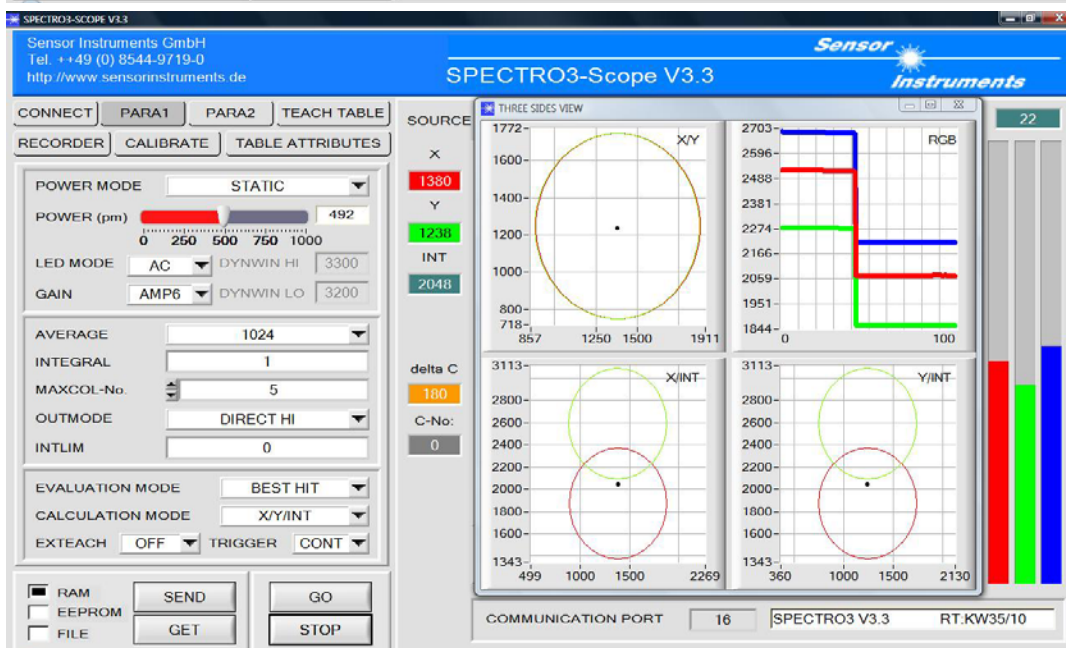 SPECTRO3-SCOPE V3.3
Sensor Instruments GmbH
Tel. ++49 (0) 8544-9719-0
http://www.sensorinstruments.de
SPECTRO3-Scope V3.3
Sensor
Instruments
CONNECT PARA1 PARA2 TEACH TABLE
RECORDER CALIBRATE TABLE ATTRIBUTES
POWER MODE STATIC
POWER (pm) 492
0 250 500 750 1000
LED MODE AC DYNWIN HI 3300
GAIN AMP6 DYNWIN LO 3200
AVERAGE 1024
INTEGRAL 1
MAXCOL-No. 5
OUTMODE DIRECT HI
INTLIM 0
EVALUATION MODE BEST HIT
CALCULATION MODE X/Y/INT
EXTEACH OFF TRIGGER CONT
RAM
EEPROM
FILE
SEND GO
GET STOP
SOURCE
X
1380
Y
1238
INT
2048
delta C
180
C-No:
0
THREE SIDES VIEW
X/Y
1772
1600
1400
1200
1000
800
718
857 1250 1500 1911
RGB
2703
2596
2488
2381
2274
2166
2059
1951
1844
0 100
X/INT
3113
2800
2600
2400
2200
2000
1800
1600
1343
499 1000 1500 2269
Y/INT
3113
2800
2600
2400
2200
2000
1800
1600
1343
360 1000 1500 2130
22
COMMUNICATION PORT 16 SPECTRO3 V3.3 RT:KW35/10